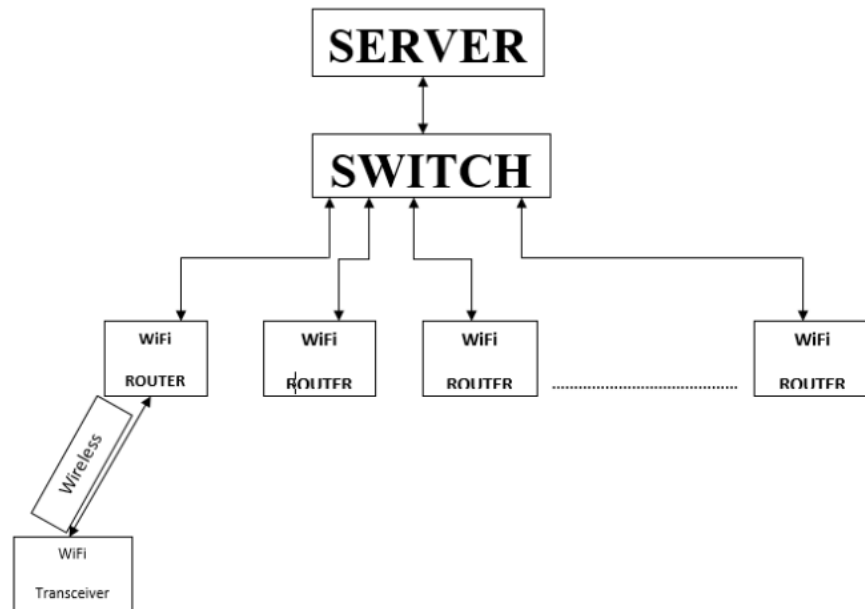 SERVER
SWITCH
WiFi
ROUTER
WiFi
ROUTER
WiFi
ROUTER
WiFi
ROUTER
Wireless
WiFi
Transceiver